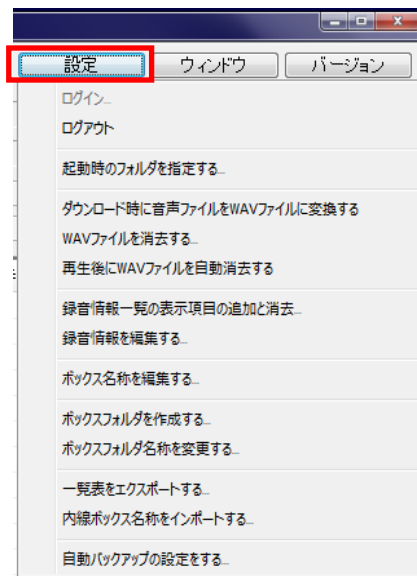 設定 ウィンドウ バージョン
ログイン...
ログアウト
起動時のフォルダを指定する...
ダウンロード時に音声ファイルをWAVファイルに変換する
WAVファイルを消去する...
再生後にWAVファイルを自動消去する
録音情報一覧の表示項目の追加と消去...
録音情報を編集する...
ボックス名称を編集する...
ボックスフォルダを作成する...
ボックスフォルダ名称を変更する...
一覧表をエクスポートする...
内線ボックス名称をインポートする...
自動バックアップの設定をする...